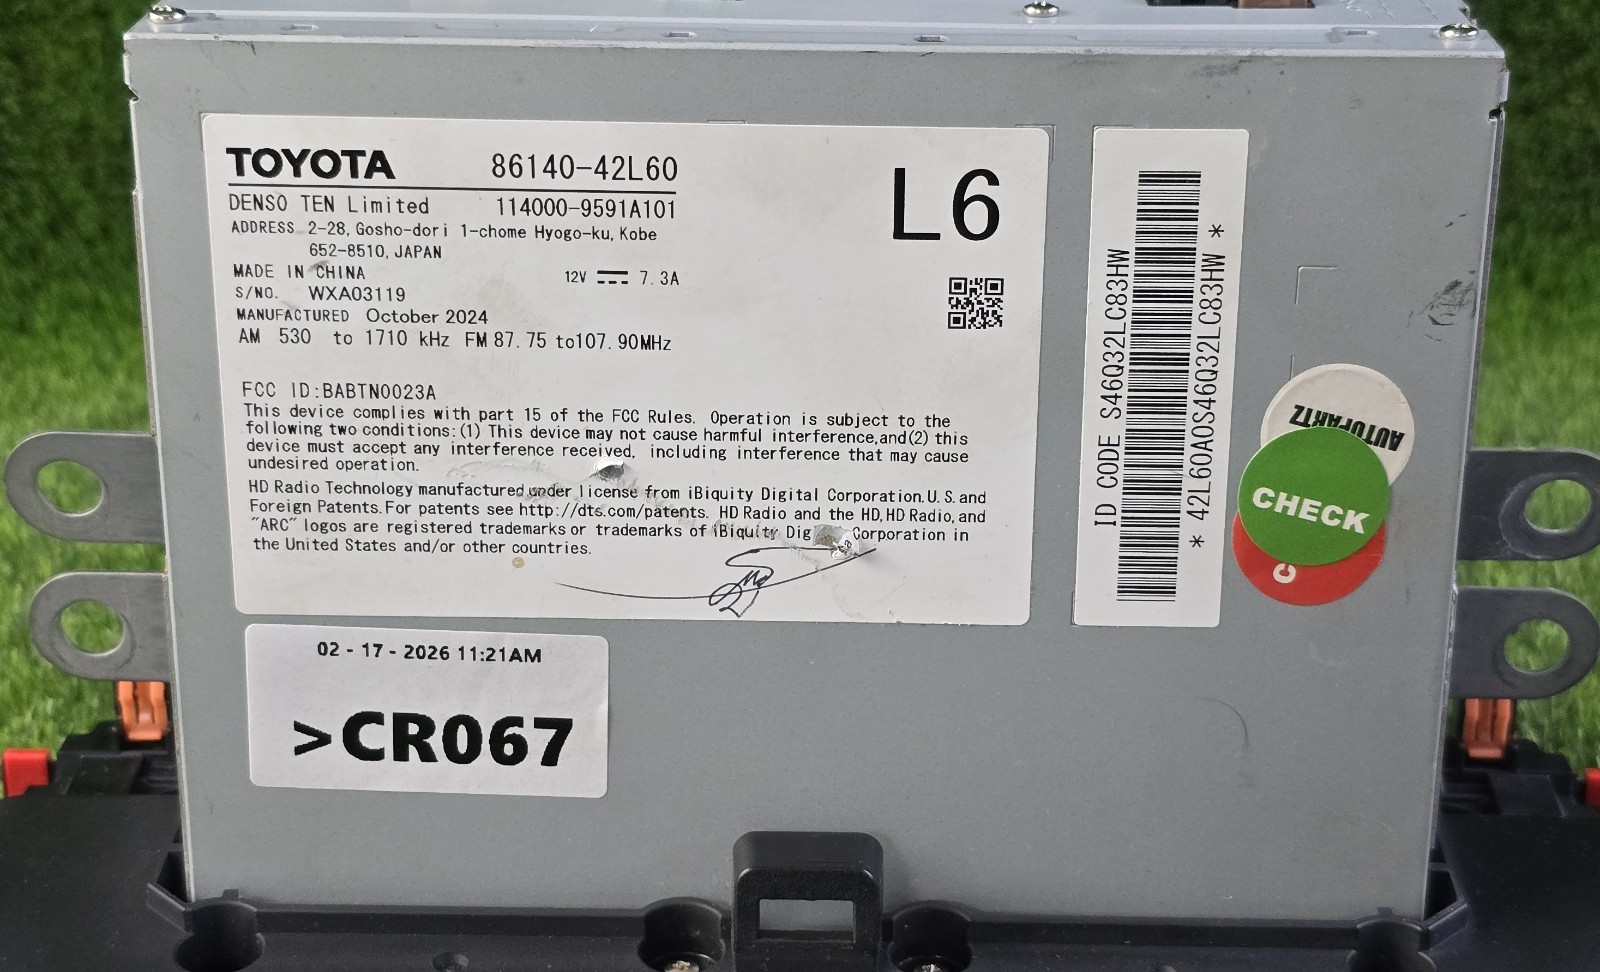 TOYOTA 86140-42L60
L6
DENSO TEN Limited 114000-9591A101
ADDRESS 2-28, Gosho-dori 1-chome Hyogo-ku, Kobe
652-8510, JAPAN
MADE IN CHINA 12V 7.3A
S/NO. WXA03119
MANUFACTURED October 2024
AM 530 to 1710 kHz FM 87.75 to107.90MHz
FCC ID:BABTN0023A
This device complies with part 15 of the FCC Rules. Operation is subject to the
following two conditions:(1) This device may not cause harmful interference,and(2) this
device must accept any interference received, including interference that may cause
undesired operation.
HD Radio Technology manufactured under license from iBiquity Digital Corporation.U.S.and
Foreign Patents.For patents see http://dts.com/patents. HD Radio and the HD,HD Radio,and
"ARC" logos are registered trademarks or trademarks of iBiquity Dig Corporation in
the United States and/or other countries.
ID CODE S46Q32LC83HW
* 42L60A0S46Q32LC83HW *
AUTOPARTZ
CHECK
C
02 - 17 - 2026 11:21AM
>CR067